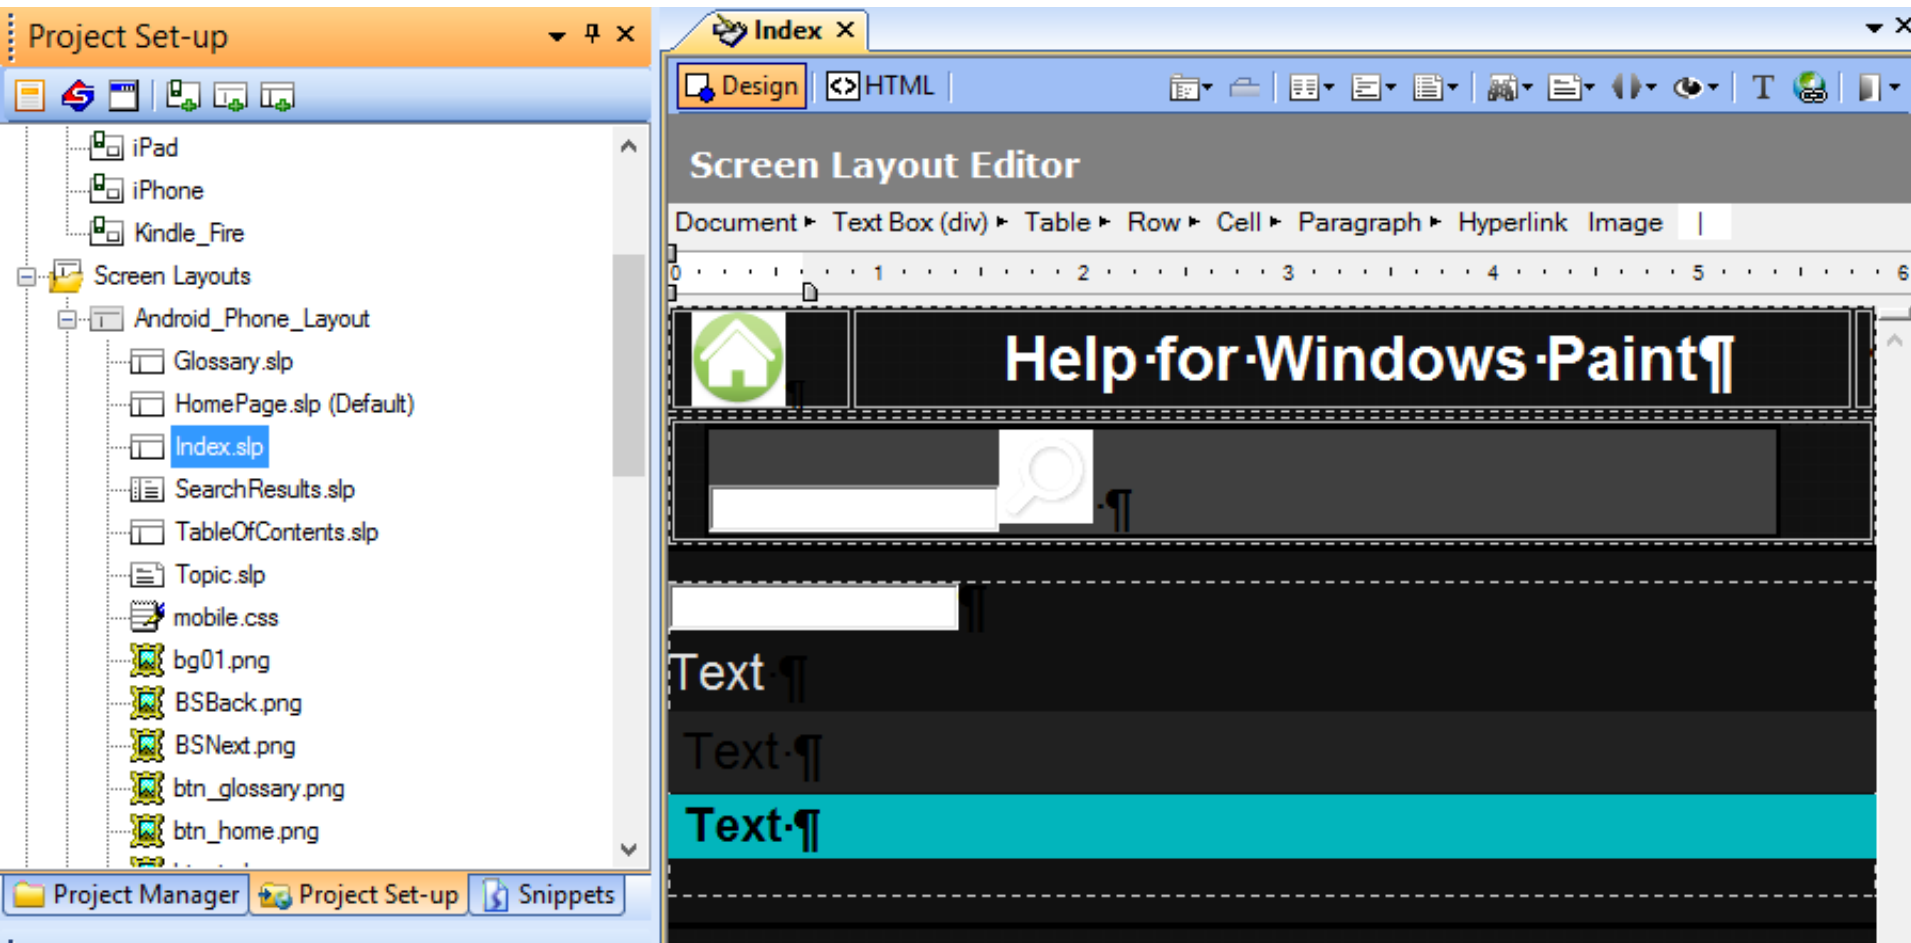 Project Set-up
iPad
iPhone
Kindle_Fire
Screen Layouts
Android_Phone_Layout
Glossary.slp
HomePage.slp (Default)
Index.slp
SearchResults.slp
TableOfContents.slp
Topic.slp
mobile.css
bg01.png
BSBack.png
BSNext.png
btn_glossary.png
btn_home.png
Project Manager Project Set-up Snippets
Index
Design HTML T
Screen Layout Editor
Document Text Box (div) Table Row Cell Paragraph Hyperlink Image |
0 1 2 3 4 5 6
Help·for·Windows·Paint¶
·¶
¶
Text·¶
Text·¶
Text·¶